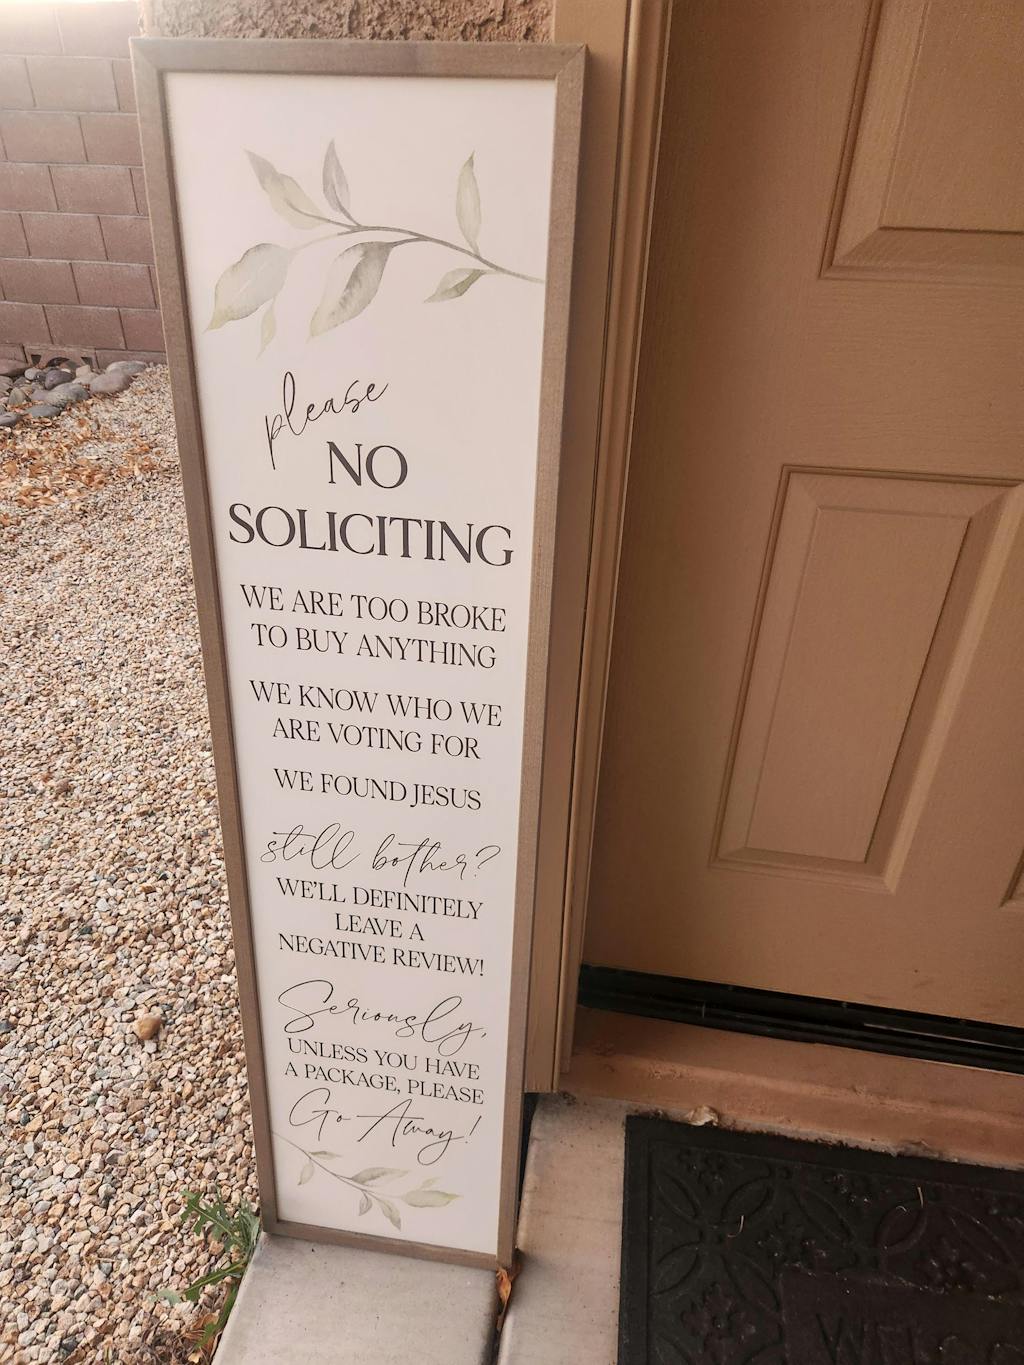 please
NO
SOLICITING
WE ARE TOO BROKE
TO BUY ANYTHING
WE KNOW WHO WE
ARE VOTING FOR
WE FOUND JESUS
still bother?
WE'LL DEFINITELY
LEAVE A
NEGATIVE REVIEW!
Seriously,
UNLESS YOU HAVE
A PACKAGE, PLEASE
Go Away!